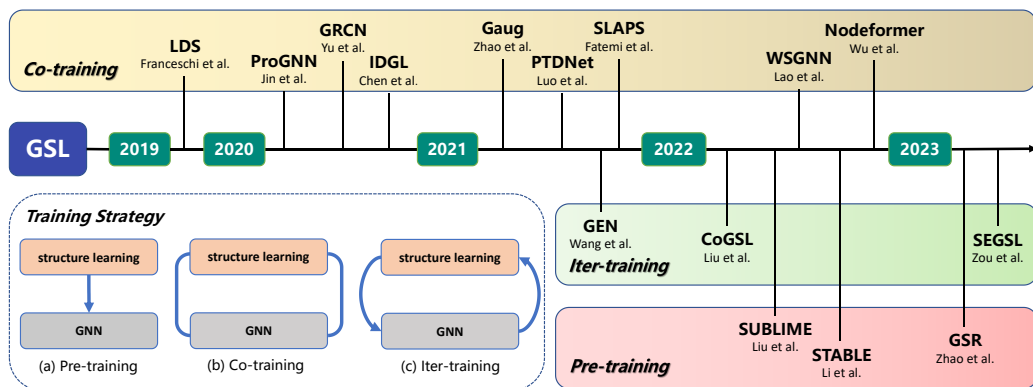 Co-training
LDS
Franceschi et al.
ProGNN
Jin et al.
GRCN
Yu et al.
IDGL
Chen et al.
Gaug
Zhao et al.
PTDNet
Luo et al.
SLAPS
Fatemi et al.
WSGNN
Lao et al.
Nodeformer
Wu et al.
GSL
2019
2020
2021
2022
2023
Training Strategy
structure learning
GNN
(a) Pre-training
structure learning
GNN
(b) Co-training
structure learning
GNN
(c) Iter-training
GEN
Wang et al.
CoGSL
Liu et al.
SEGSL
Zou et al.
Iter-training
SUBLIME
Liu et al.
STABLE
Li et al.
GSR
Zhao et al.
Pre-training